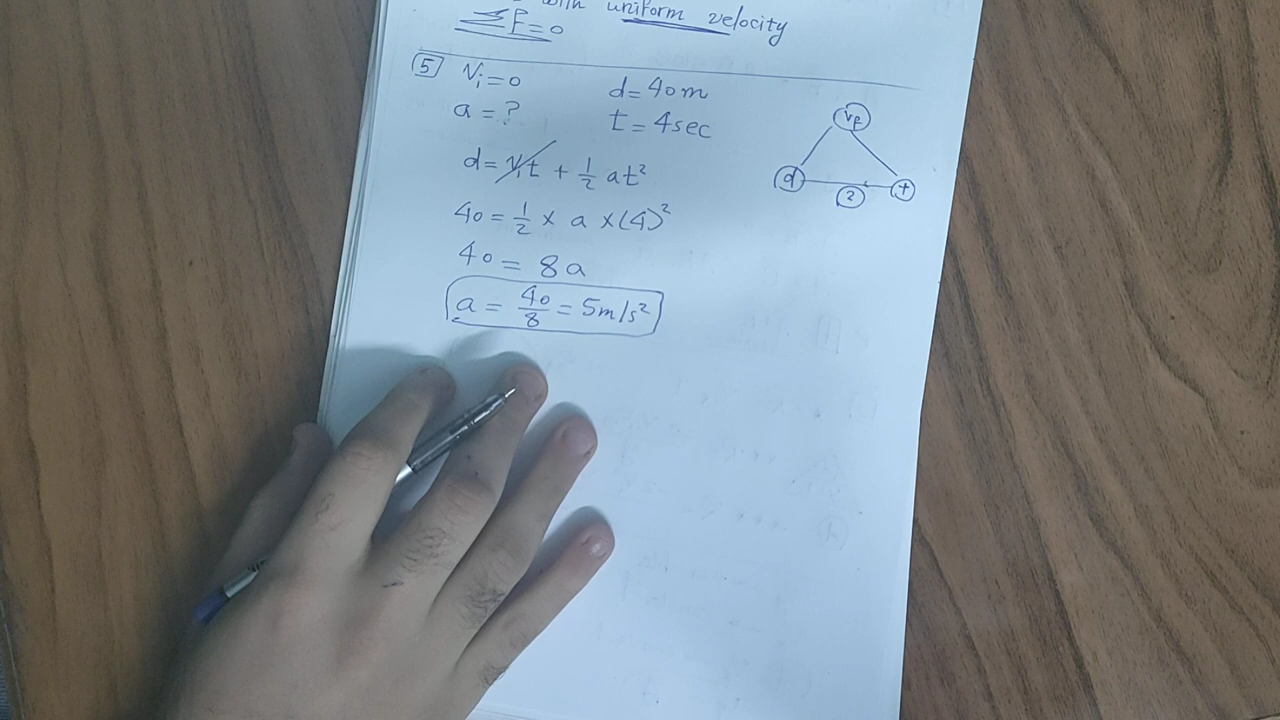 with uniform velocity
ΣF=0
5 Vi=0 d=40m
a=? t=4sec
d=Vit + 1/2 at²
40=1/2 × a ×(4)²
40 = 8a
a = 40/8 = 5m/s²
Vf
d 2 t